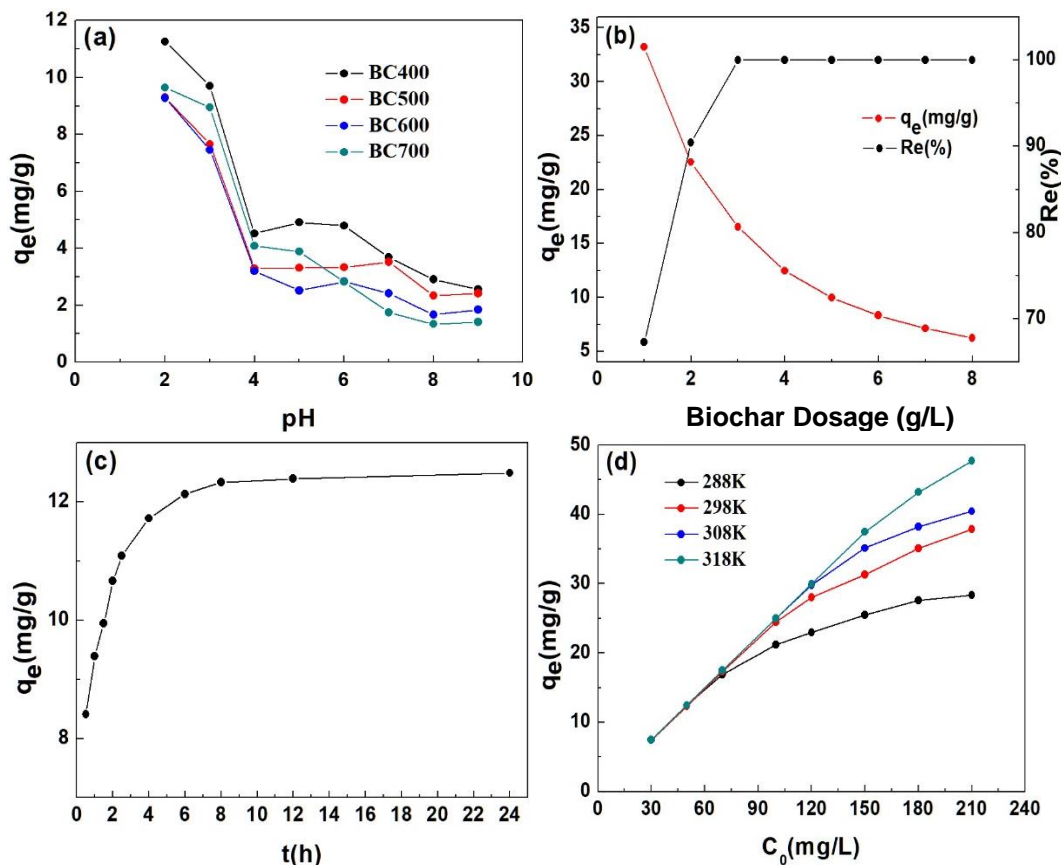 (a)
BC400
BC500
BC600
BC700
12
10
8
6
4
2
0
qe(mg/g)
0 2 4 6 8 10
pH
(b)
qe(mg/g)
Re(%)
35
30
25
20
15
10
5
qe(mg/g)
100
90
80
70
Re(%)
0 2 4 6 8
Biochar Dosage (g/L)
(c)
12
10
8
qe(mg/g)
0 2 4 6 8 10 12 14 16 18 20 22 24
t(h)
(d)
288K
298K
308K
318K
50
40
30
20
10
0
qe(mg/g)
0 30 60 90 120 150 180 210 240
C0(mg/L)